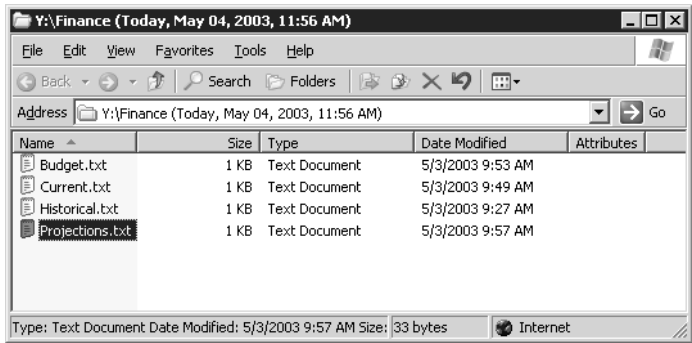 Y:\Finance (Today, May 04, 2003, 11:56 AM)
File Edit View Favorites Tools Help
Back Search Folders
Address Y:\Finance (Today, May 04, 2003, 11:56 AM) Go
Name Size Type Date Modified Attributes
Budget.txt 1 KB Text Document 5/3/2003 9:53 AM
Current.txt 1 KB Text Document 5/3/2003 9:49 AM
Historical.txt 1 KB Text Document 5/3/2003 9:27 AM
Projections.txt 1 KB Text Document 5/3/2003 9:57 AM
Type: Text Document Date Modified: 5/3/2003 9:57 AM Size: 33 bytes Internet